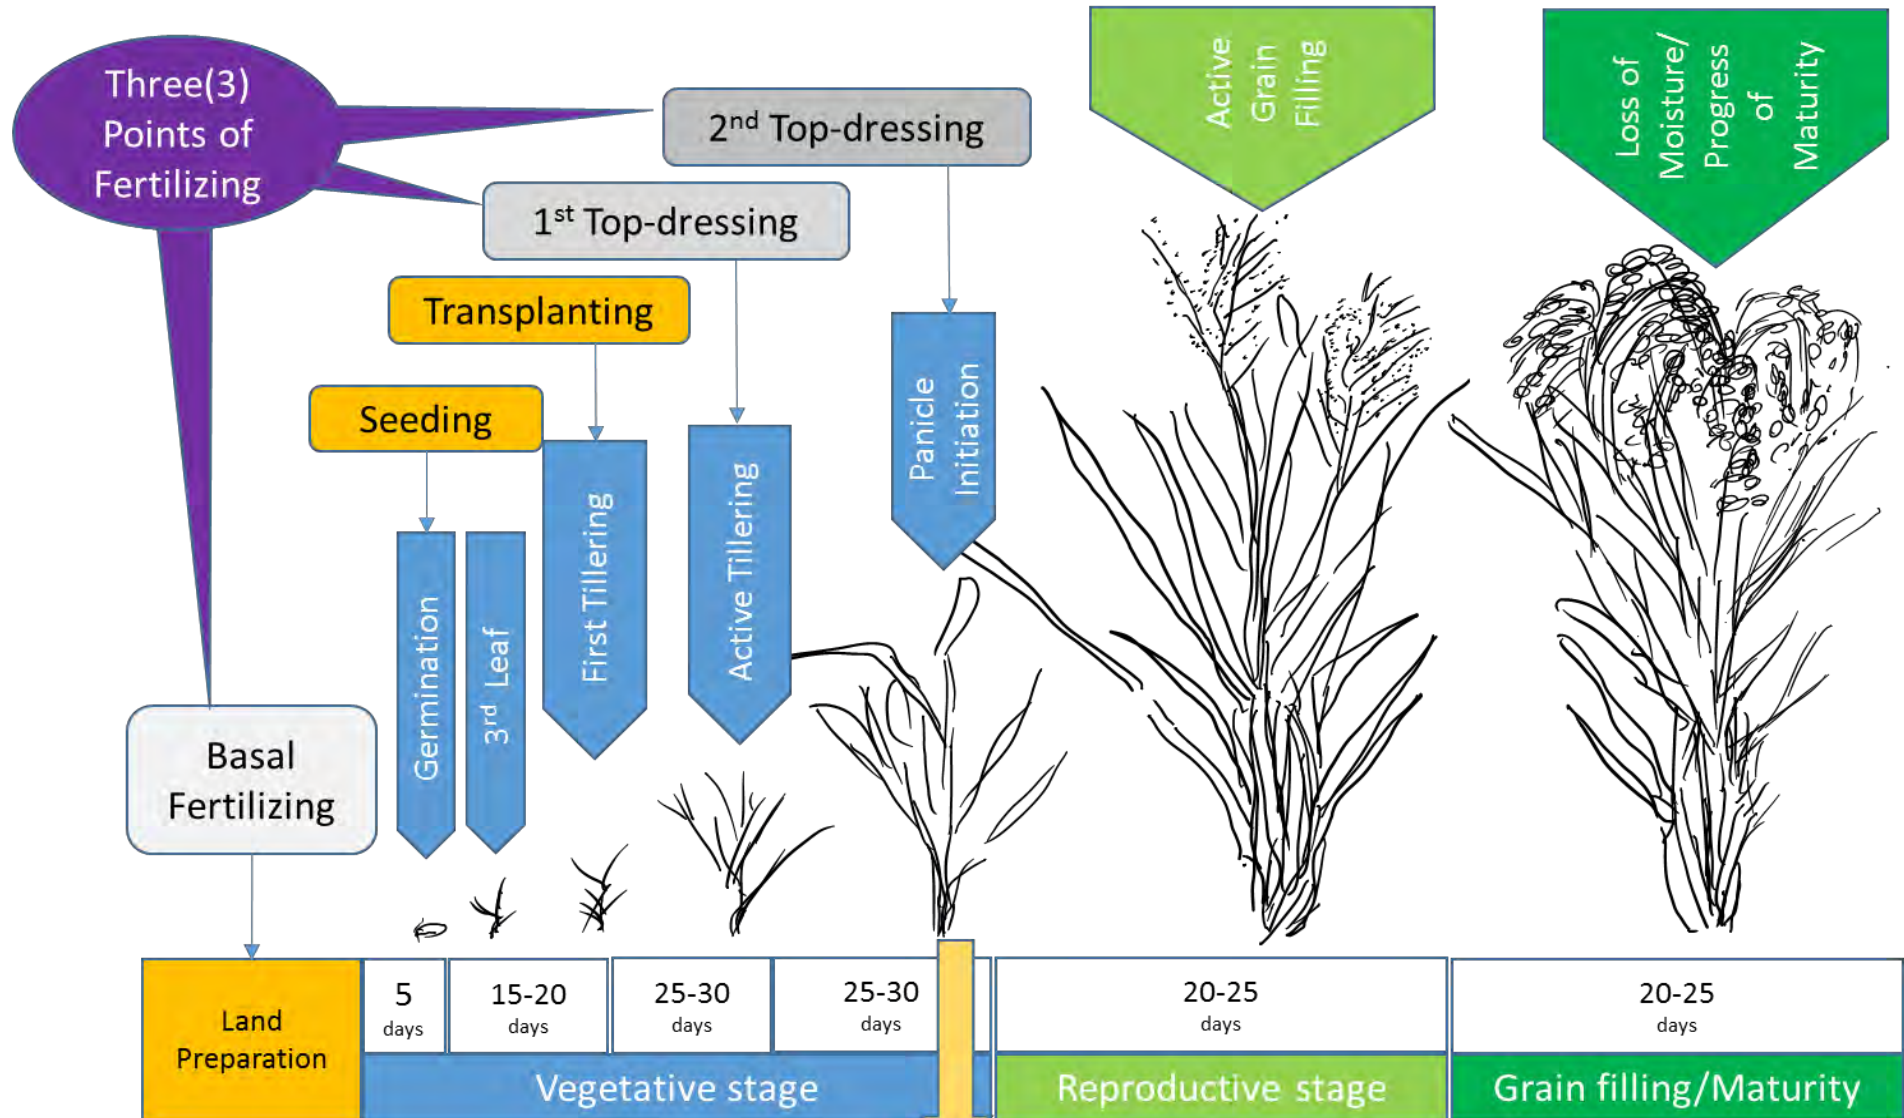 Three(3)
Points of
Fertilizing
2nd Top-dressing
1st Top-dressing
Transplanting
Seeding
Basal
Fertilizing
Germination
3rd Leaf
First Tillering
Active Tillering
Panicle
Initiation
Active
Grain
Filling
Loss of
Moisture/
Progress
of
Maturity
Land
Preparation
5
days
15-20
days
25-30
days
25-30
days
20-25
days
20-25
days
Vegetative stage
Reproductive stage
Grain filling/Maturity